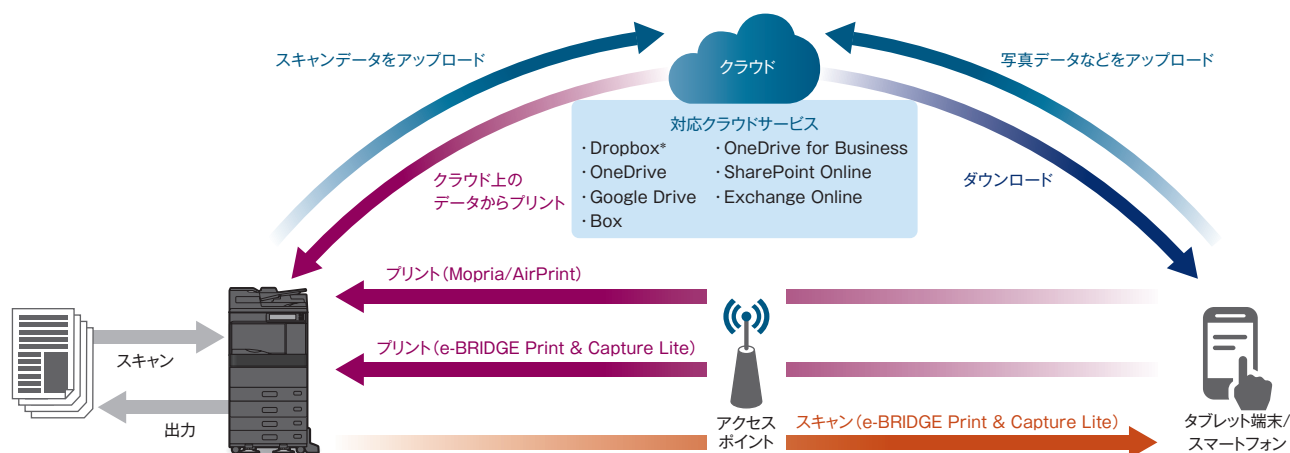 スキャンデータをアップロード
クラウド
写真データなどをアップロード
対応クラウドサービス
・Dropbox*
・OneDrive
・Google Drive
・Box
・OneDrive for Business
・SharePoint Online
・Exchange Online
クラウド上の
データからプリント
ダウンロード
プリント(Mopria/AirPrint)
スキャン
プリント(e-BRIDGE Print & Capture Lite)
出力
アクセス
ポイント
スキャン(e-BRIDGE Print & Capture Lite)
タブレット端末/
スマートフォン